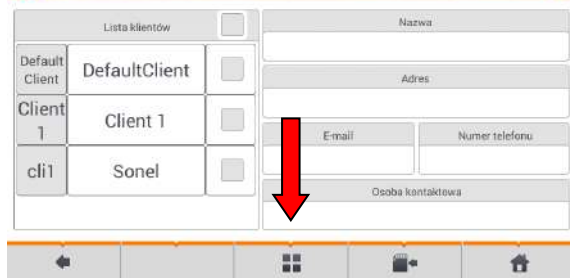 Lista klientów
Default
Client
DefaultClient
Client
1
Client 1
cli1
Sonel
Nazwa
Adres
E-mail
Numer telefonu
Osoba kontaktowa